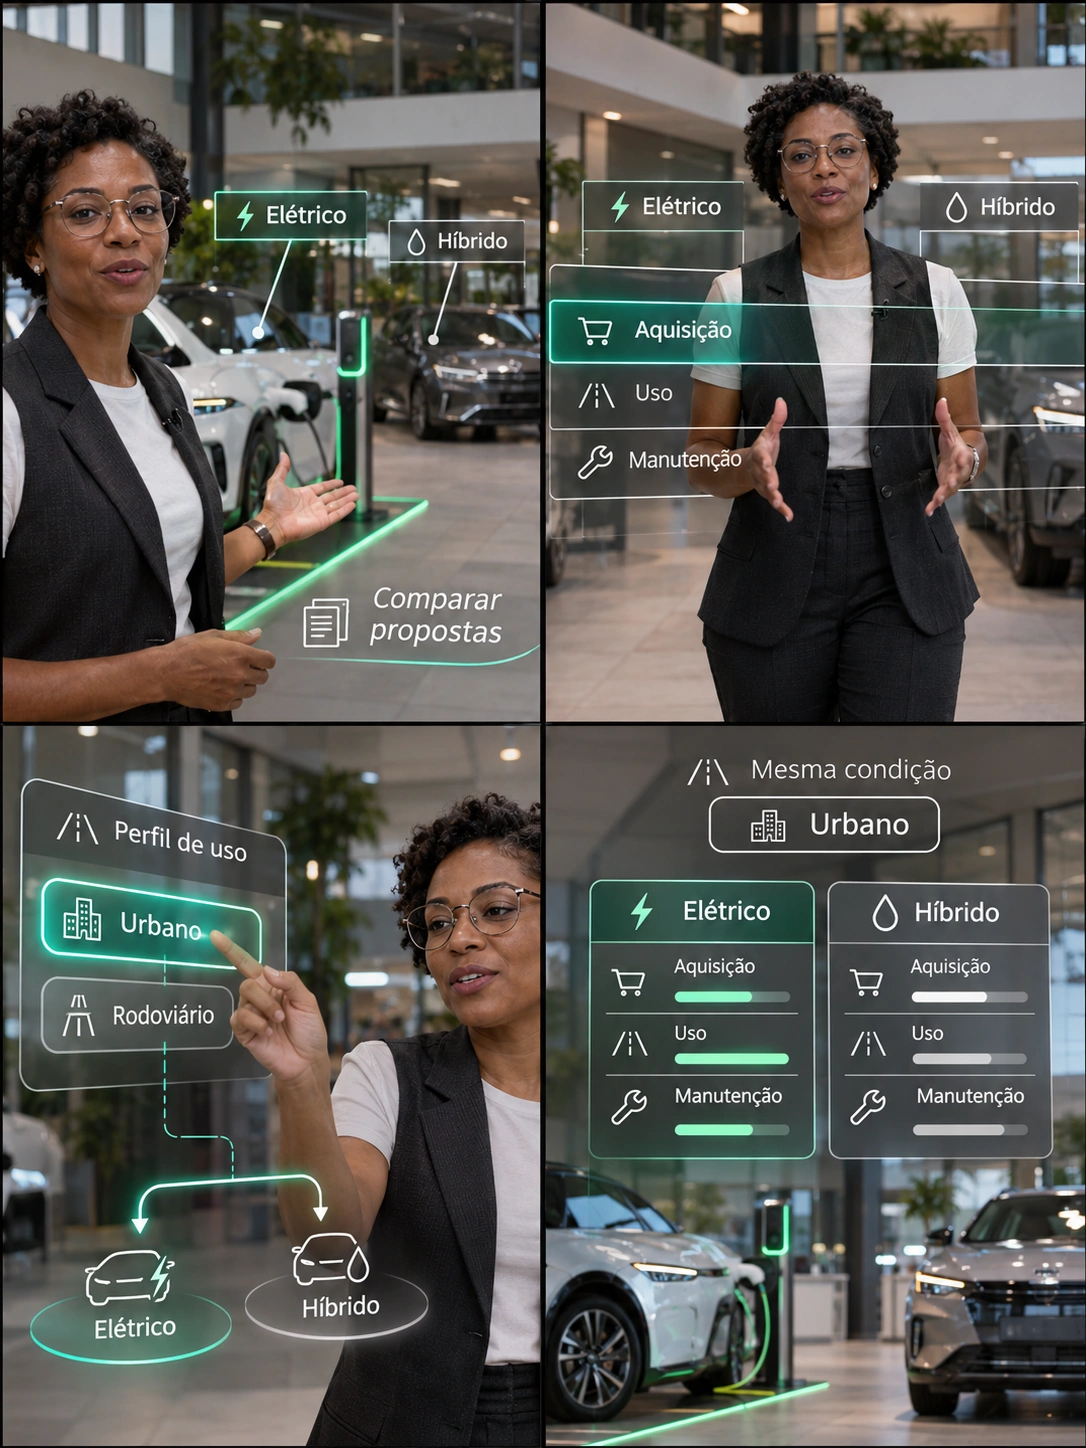 Elétrico
Híbrido
Comparar
propostas
Elétrico
Híbrido
Aquisição
Uso
Manutenção
Perfil de uso
Urbano
Rodoviário
Elétrico
Híbrido
Mesma condição
Urbano
Elétrico
Aquisição
Uso
Manutenção
Híbrido
Aquisição
Uso
Manutenção